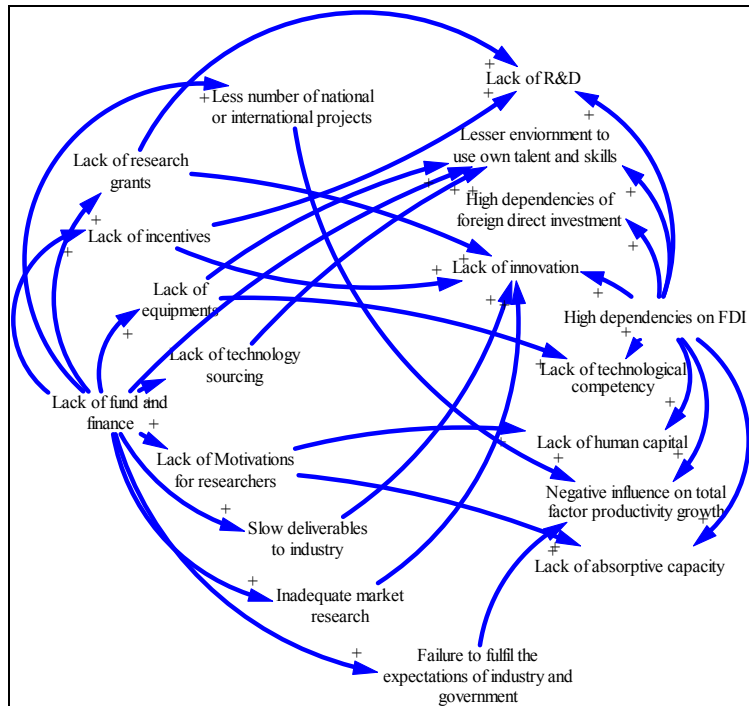 Lack of R&D
Less number of national
or international projects
Lesser enviornment to
use own talent and skills
Lack of research
grants
High dependencies of
foreign direct investment
Lack of incentives
Lack of innovation
Lack of
equipments
High dependencies on FDI
Lack of technology
sourcing
Lack of technological
competency
Lack of fund and
finance
Lack of human capital
Lack of Motivations
for researchers
Negative influence on total
factor productivity growth
Slow deliverables
to industry
Lack of absorptive capacity
Inadequate market
research
Failure to fulfil the
expectations of industry and
government